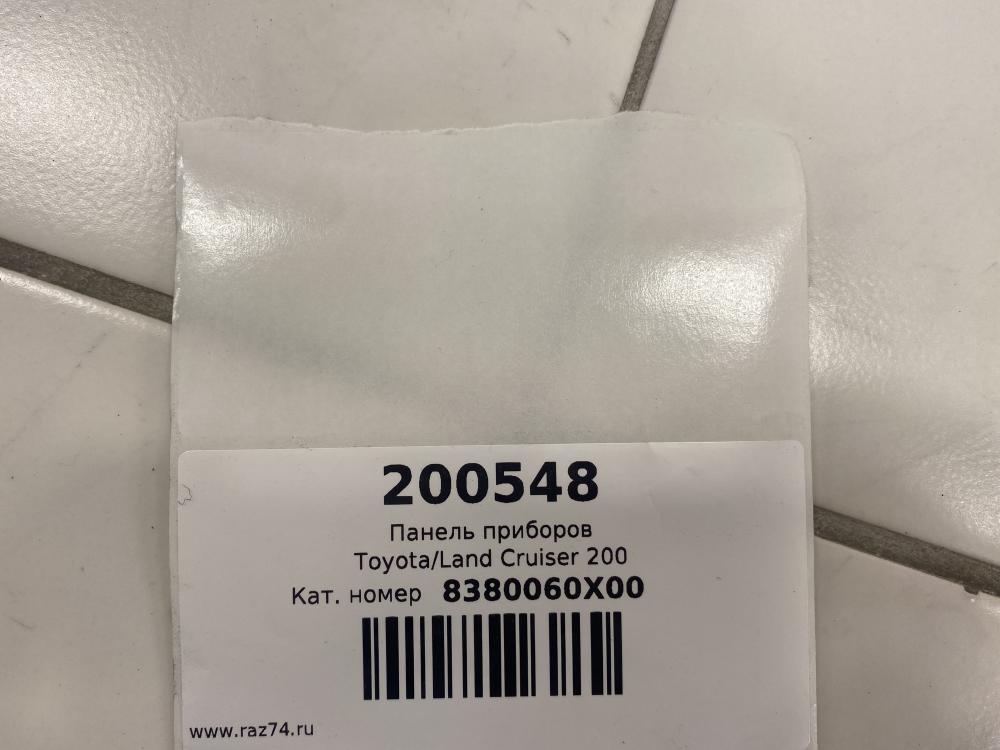 200548
Панель приборов
Toyota/Land Cruiser 200
Кат. номер 8380060X00
www.raz74.ru